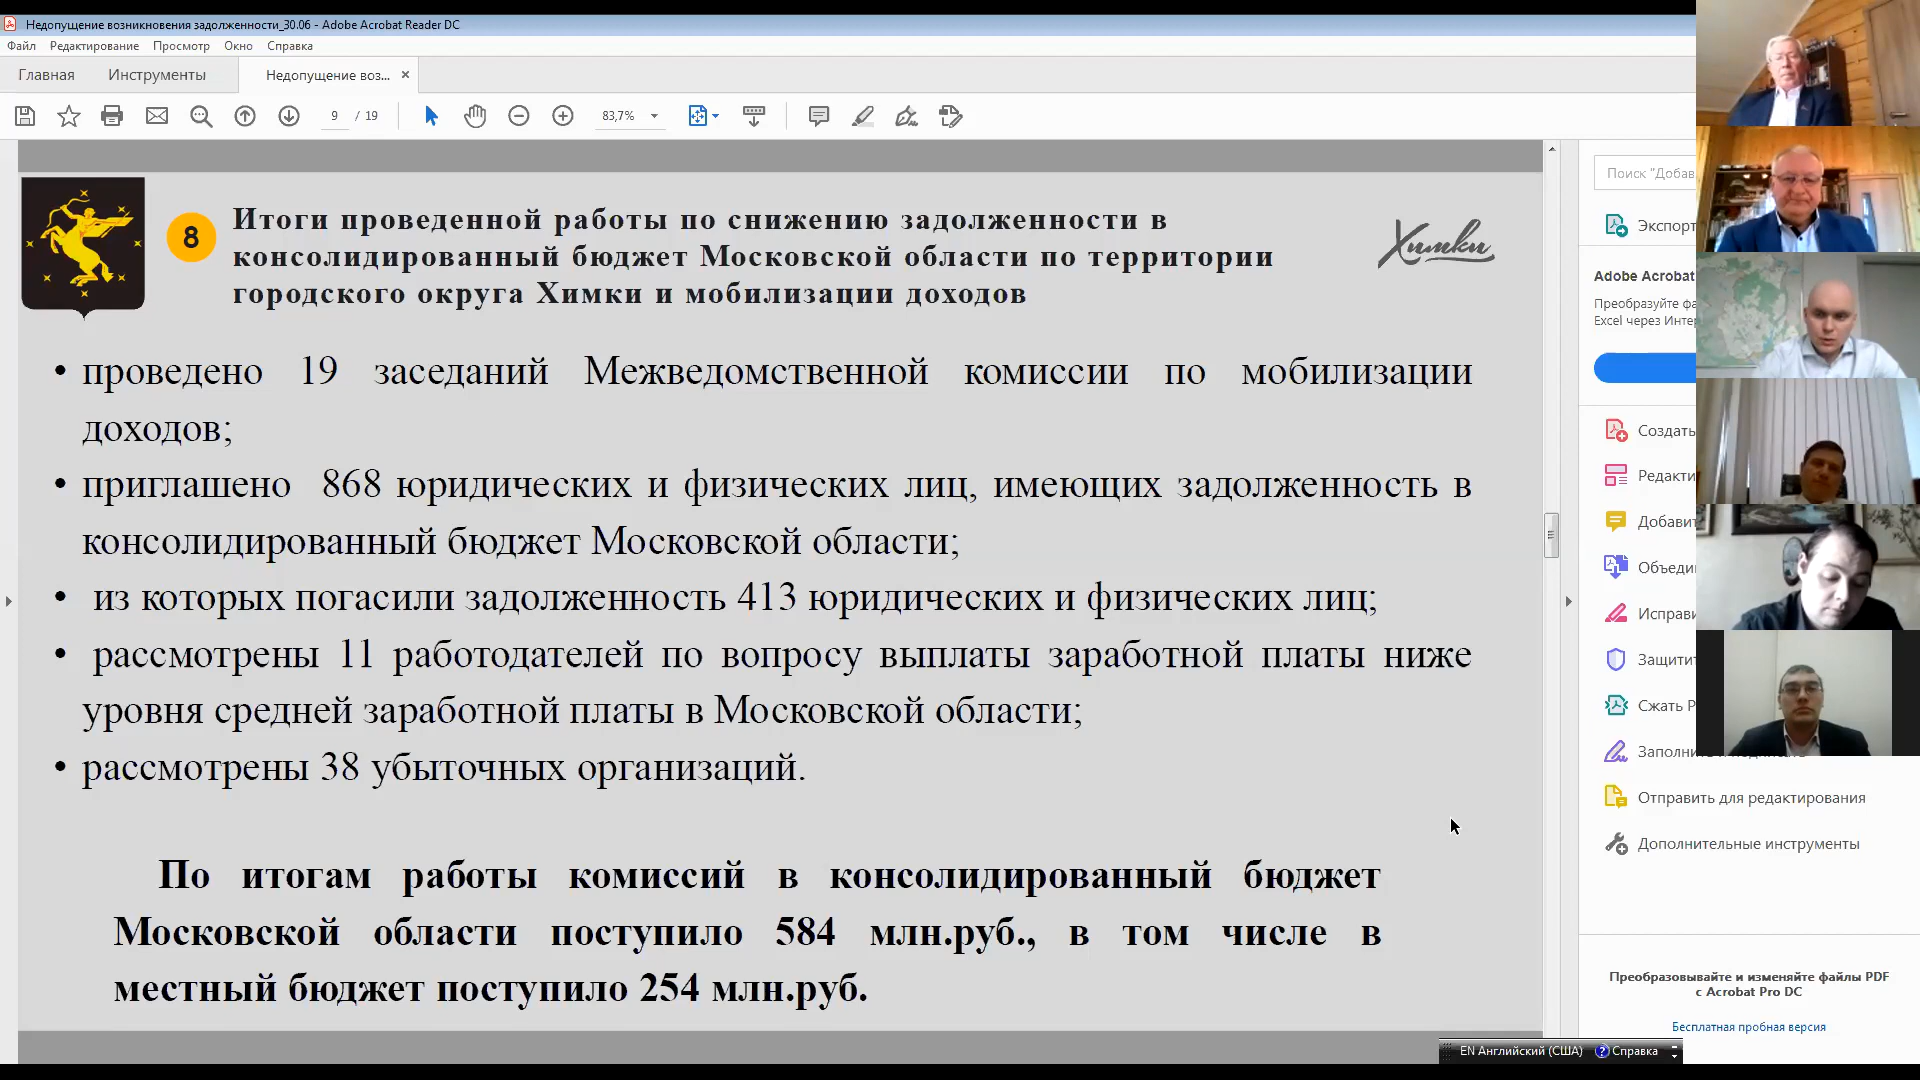 Недопущение возникновения задолженности_30.06 - Adobe Acrobat Reader DC
Файл Редактирование Просмотр Окно Справка
Главная Инструменты Недопущение воз... ×
9 / 19 83,7%
8
Итоги проведенной работы по снижению задолженности в
консолидированный бюджет Московской области по территории
городского округа Химки и мобилизации доходов
Химки
• проведено 19 заседаний Межведомственной комиссии по мобилизации
доходов;
• приглашено 868 юридических и физических лиц, имеющих задолженность в
консолидированный бюджет Московской области;
• из которых погасили задолженность 413 юридических и физических лиц;
• рассмотрены 11 работодателей по вопросу выплаты заработной платы ниже
уровня средней заработной платы в Московской области;
• рассмотрены 38 убыточных организаций.
По итогам работы комиссий в консолидированный бюджет
Московской области поступило 584 млн.руб., в том числе в
местный бюджет поступило 254 млн.руб.
Поиск "Добав
Экспорт
Adobe Acrobat
Преобразуйте фа
Excel через Инте
Создать
Редакти
Добавит
Объеди
Исправи
Защитит
Сжать P
Заполни
Отправить для редактирования
Дополнительные инструменты
Преобразовывайте и изменяйте файлы PDF
с Acrobat Pro DC
Бесплатная пробная версия
EN Английский (США) Справка